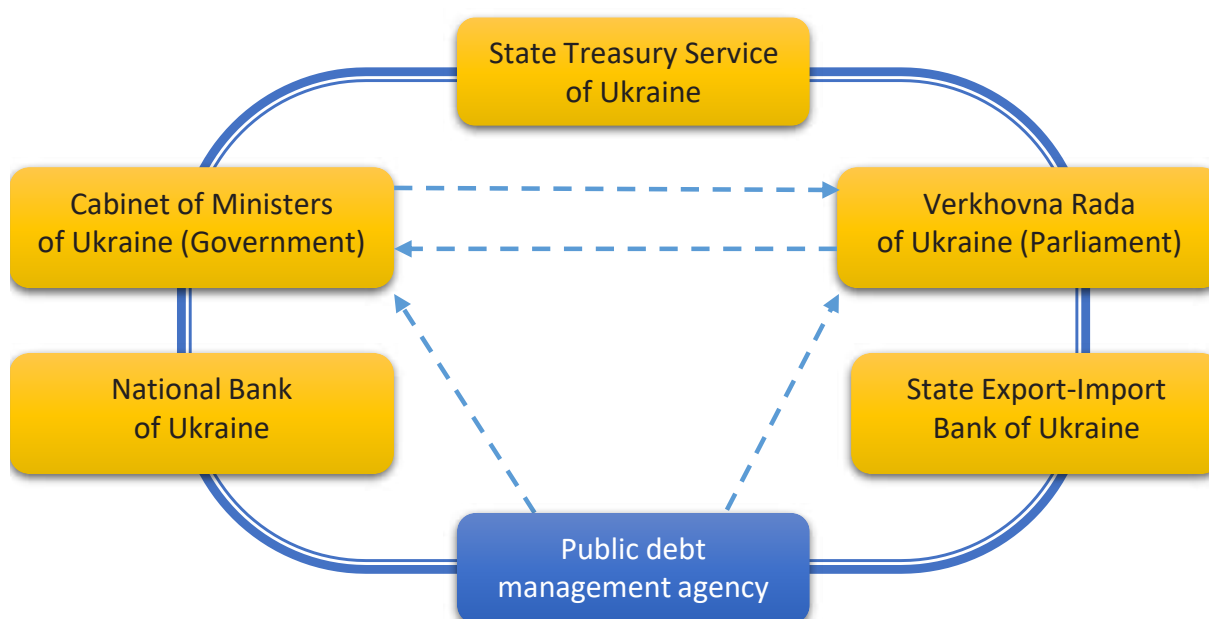 State Treasury Service
of Ukraine
Cabinet of Ministers
of Ukraine (Government)
Verkhovna Rada
of Ukraine (Parliament)
National Bank
of Ukraine
State Export-Import
Bank of Ukraine
Public debt
management agency